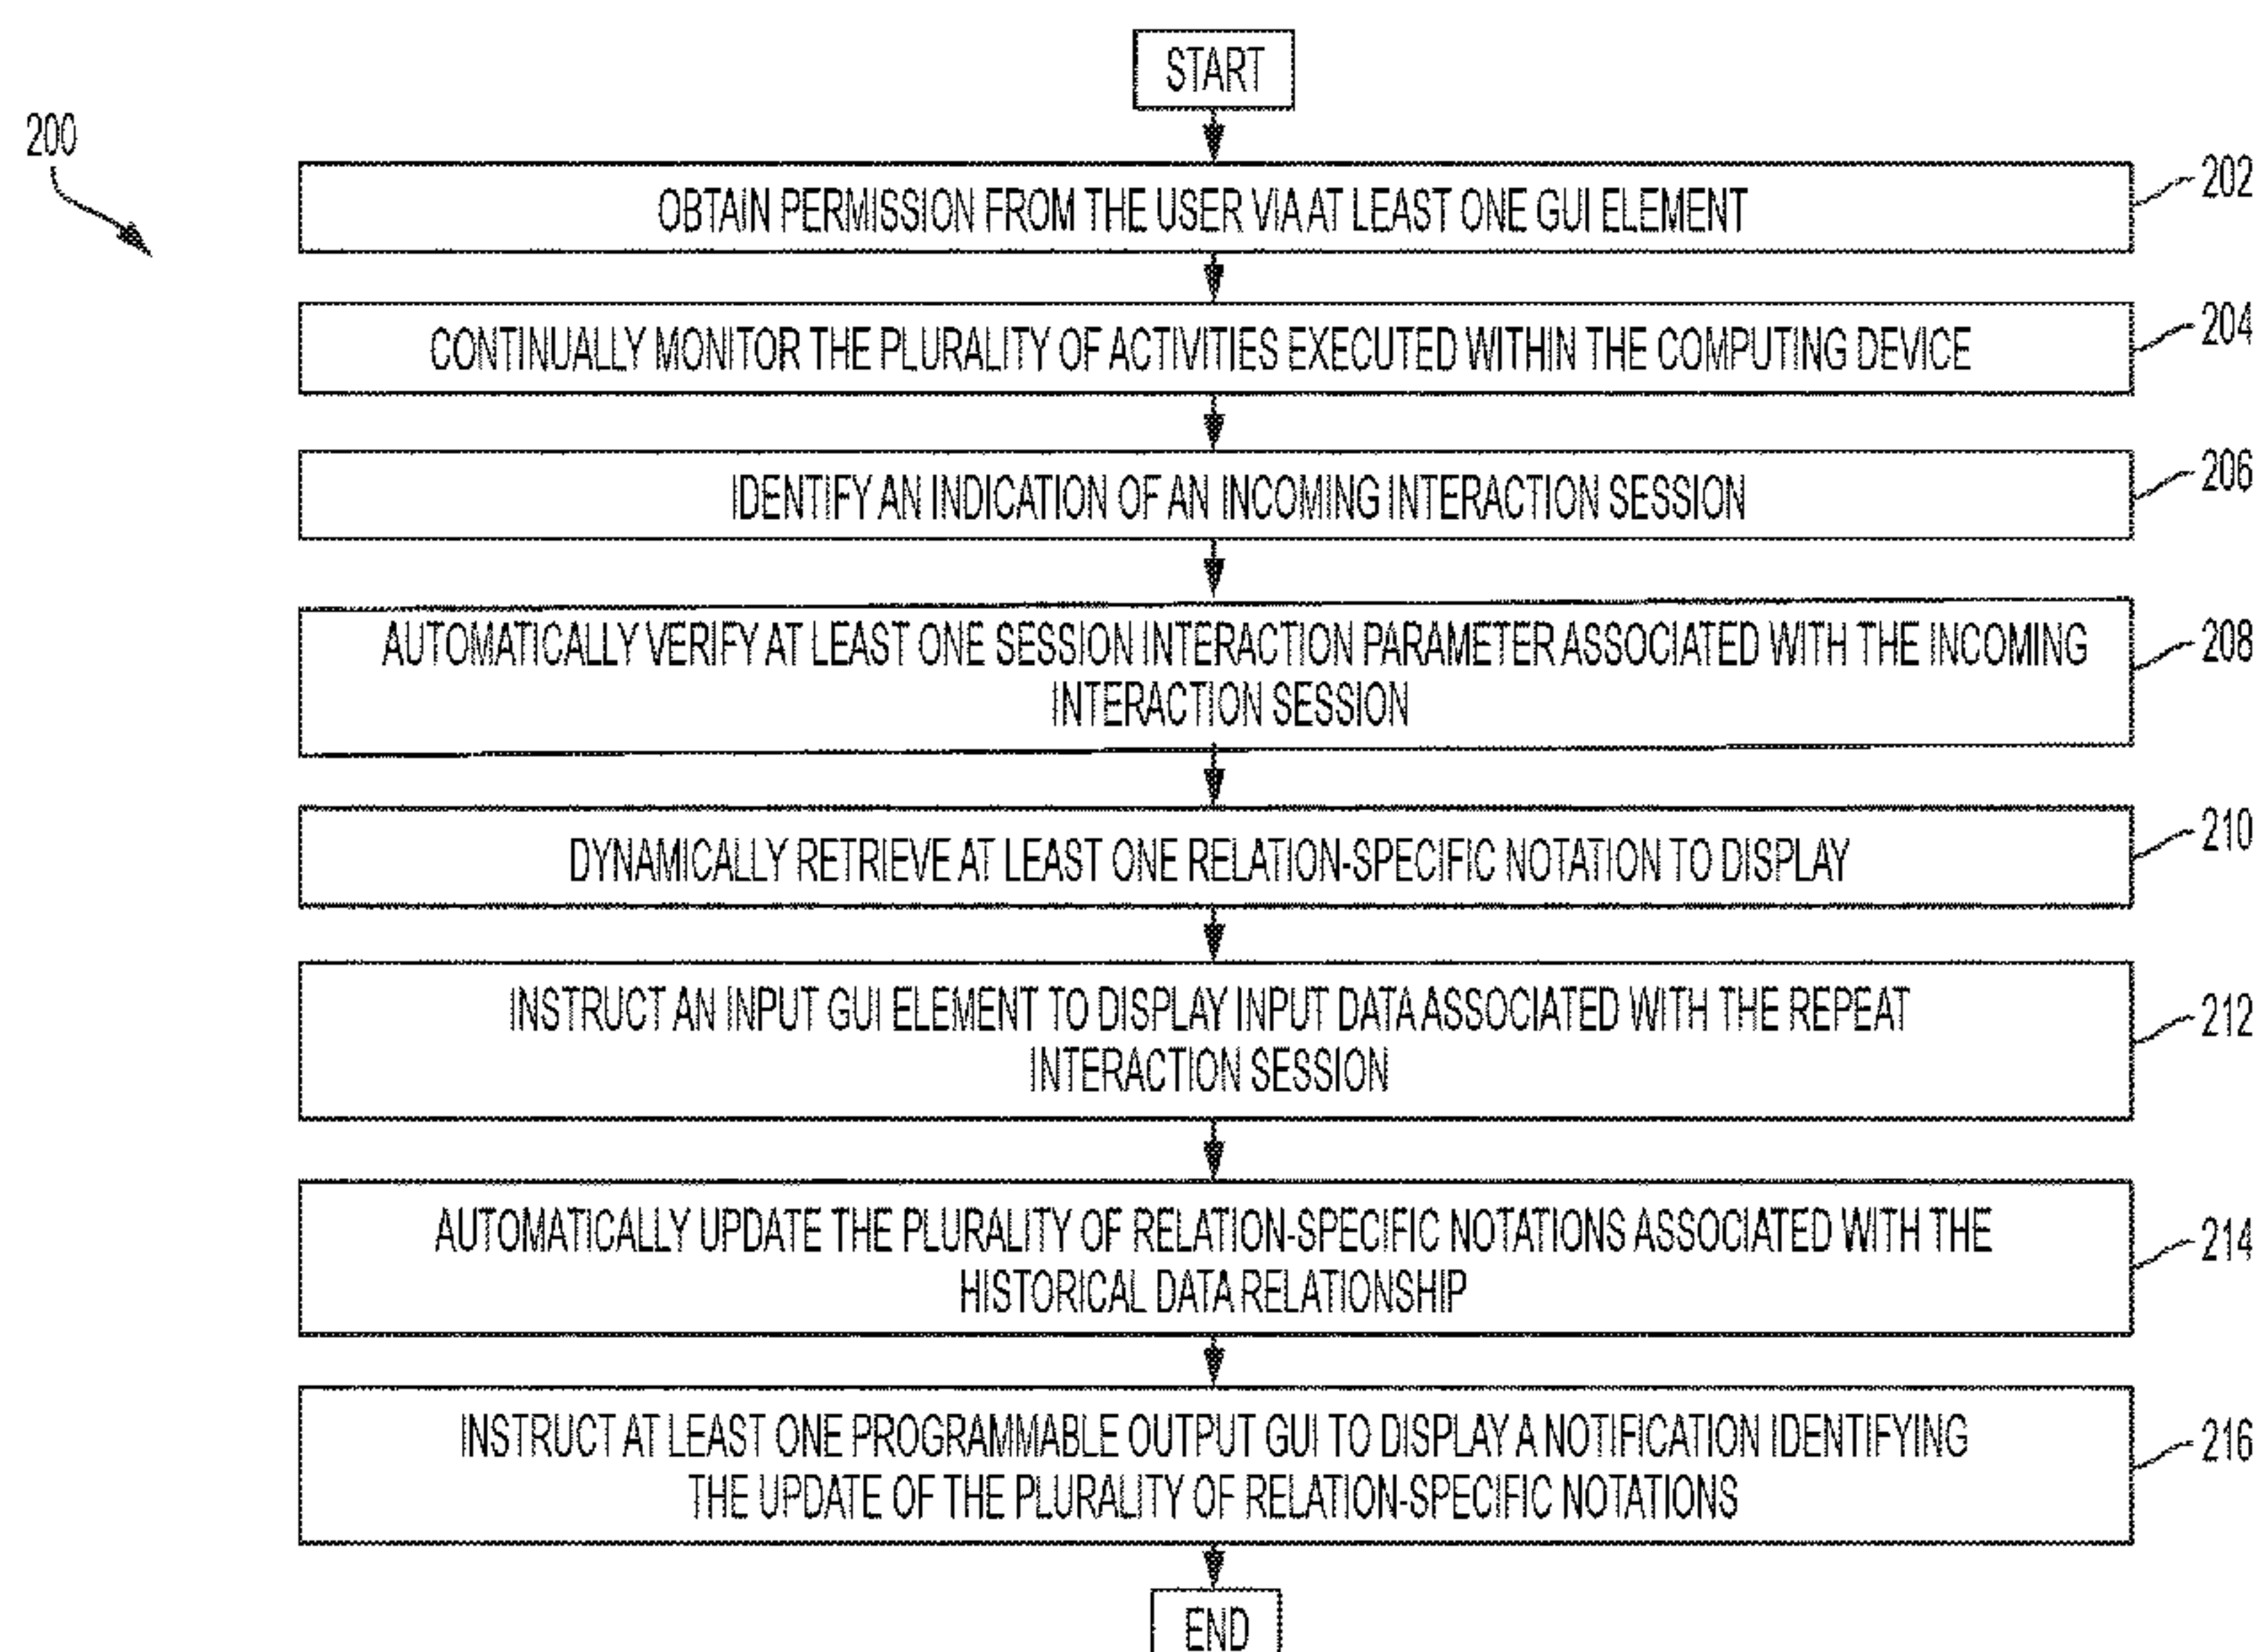 START
200
OBTAIN PERMISSION FROM THE USER VIA AT LEAST ONE GUI ELEMENT
202
CONTINUALLY MONITOR THE PLURALITY OF ACTIVITIES EXECUTED WITHIN THE COMPUTING DEVICE
204
IDENTIFY AN INDICATION OF AN INCOMING INTERACTION SESSION
206
AUTOMATICALLY VERIFY AT LEAST ONE SESSION INTERACTION PARAMETER ASSOCIATED WITH THE INCOMING
INTERACTION SESSION
208
DYNAMICALLY RETRIEVE AT LEAST ONE RELATION-SPECIFIC NOTATION TO DISPLAY
210
INSTRUCT AN INPUT GUI ELEMENT TO DISPLAY INPUT DATA ASSOCIATED WITH THE REPEAT
INTERACTION SESSION
212
AUTOMATICALLY UPDATE THE PLURALITY OF RELATION-SPECIFIC NOTATIONS ASSOCIATED WITH THE
HISTORICAL DATA RELATIONSHIP
214
INSTRUCT AT LEAST ONE PROGRAMMABLE OUTPUT GUI TO DISPLAY A NOTIFICATION IDENTIFYING
THE UPDATE OF THE PLURALITY OF RELATION-SPECIFIC NOTATIONS
216
END